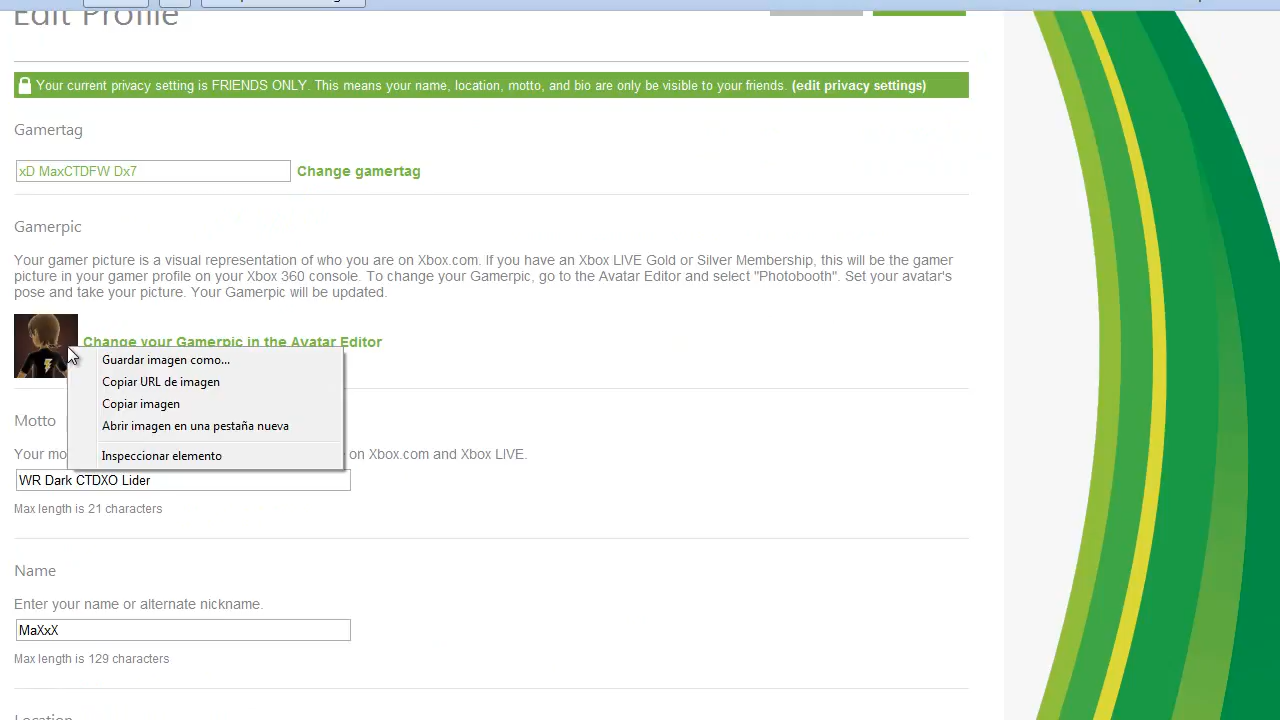 Edit Profile
Your current privacy setting is FRIENDS ONLY. This means your name, location, motto, and bio are only be visible to your friends. (edit privacy settings)
Gamertag
xD MaxCTDFW Dx7 Change gamertag
Gamerpic
Your gamer picture is a visual representation of who you are on Xbox.com. If you have an Xbox LIVE Gold or Silver Membership, this will be the gamer
picture in your gamer profile on your Xbox 360 console. To change your Gamerpic, go to the Avatar Editor and select "Photobooth". Set your avatar's
pose and take your picture. Your Gamerpic will be updated.
Change your Gamerpic in the Avatar Editor
Guardar imagen como...
Copiar URL de imagen
Copiar imagen
Abrir imagen en una pestaña nueva
Inspeccionar elemento
Motto
Your mo on Xbox.com and Xbox LIVE.
WR Dark CTDXO Lider
Max length is 21 characters
Name
Enter your name or alternate nickname.
MaXxX
Max length is 129 characters
Location